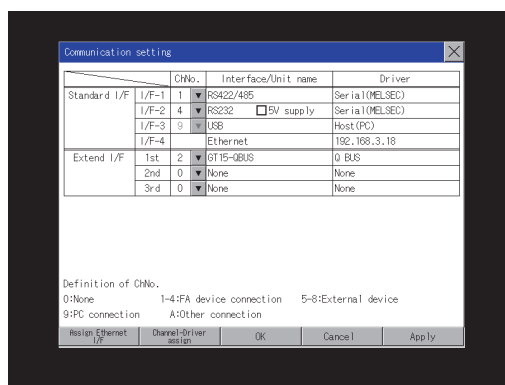 Communication setting
ChNo. Interface/Unit name Driver
Standard I/F I/F-1 1 RS422/485 Serial(MELSEC)
I/F-2 4 RS232 5V supply Serial(MELSEC)
I/F-3 9 USB Host(PC)
I/F-4 Ethernet 192.168.3.18
Extend I/F 1st 2 GT15-QBUS Q BUS
2nd 0 None None
3rd 0 None None
Definition of ChNo.
0:None 1-4:FA device connection 5-8:External device
9:PC connection A:Other connection
Assign Ethernet I/F Channel-Driver assign OK Cancel Apply